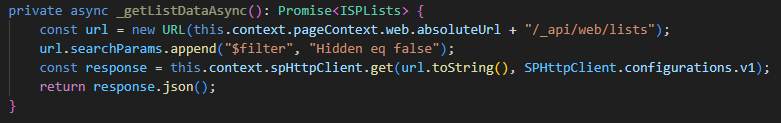 private async _getListDataAsync(): Promise<ISPLists> {
const url = new URL(this.context.pageContext.web.absoluteUrl + "/_api/web/lists");
url.searchParams.append("$filter", "Hidden eq false");
const response = this.context.spHttpClient.get(url.toString(), SPHttpClient.configurations.v1);
return response.json();
}